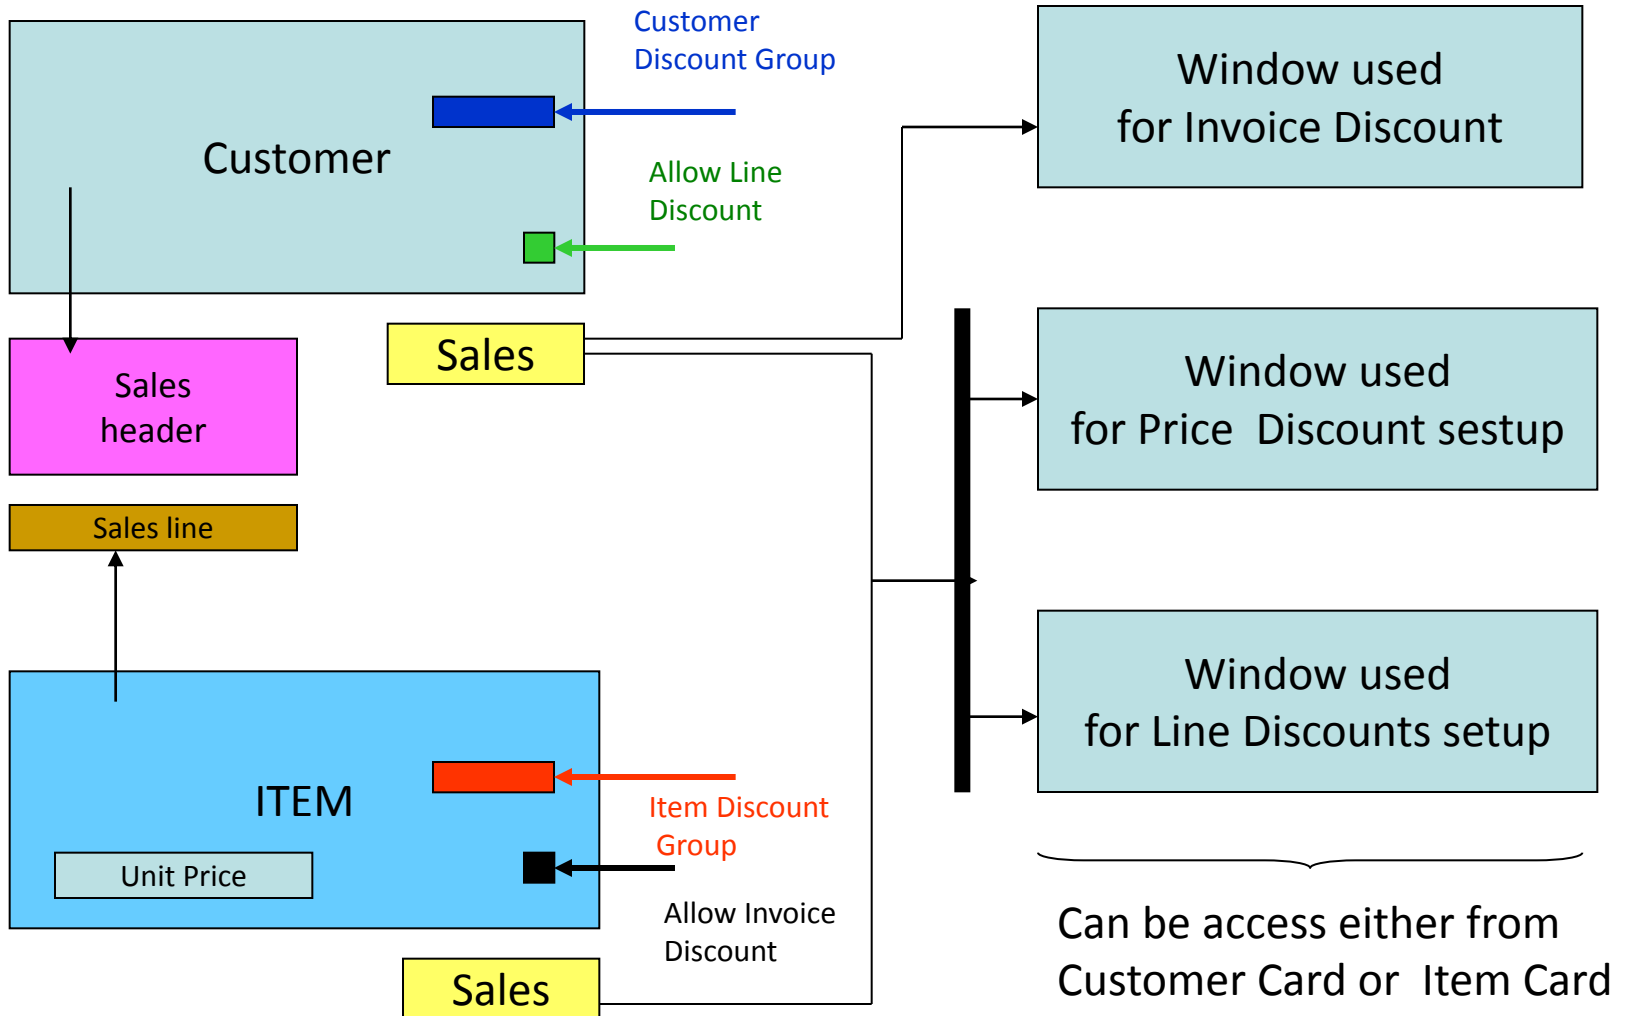 Customer
Discount Group
Customer
Allow Line
Discount
Sales
Sales
header
Sales line
ITEM
Unit Price
Item Discount
Group
Allow Invoice
Discount
Sales
Window used
for Invoice Discount
Window used
for Price  Discount sestup
Window used
for Line Discounts setup
Can be access either from
Customer Card or  Item Card